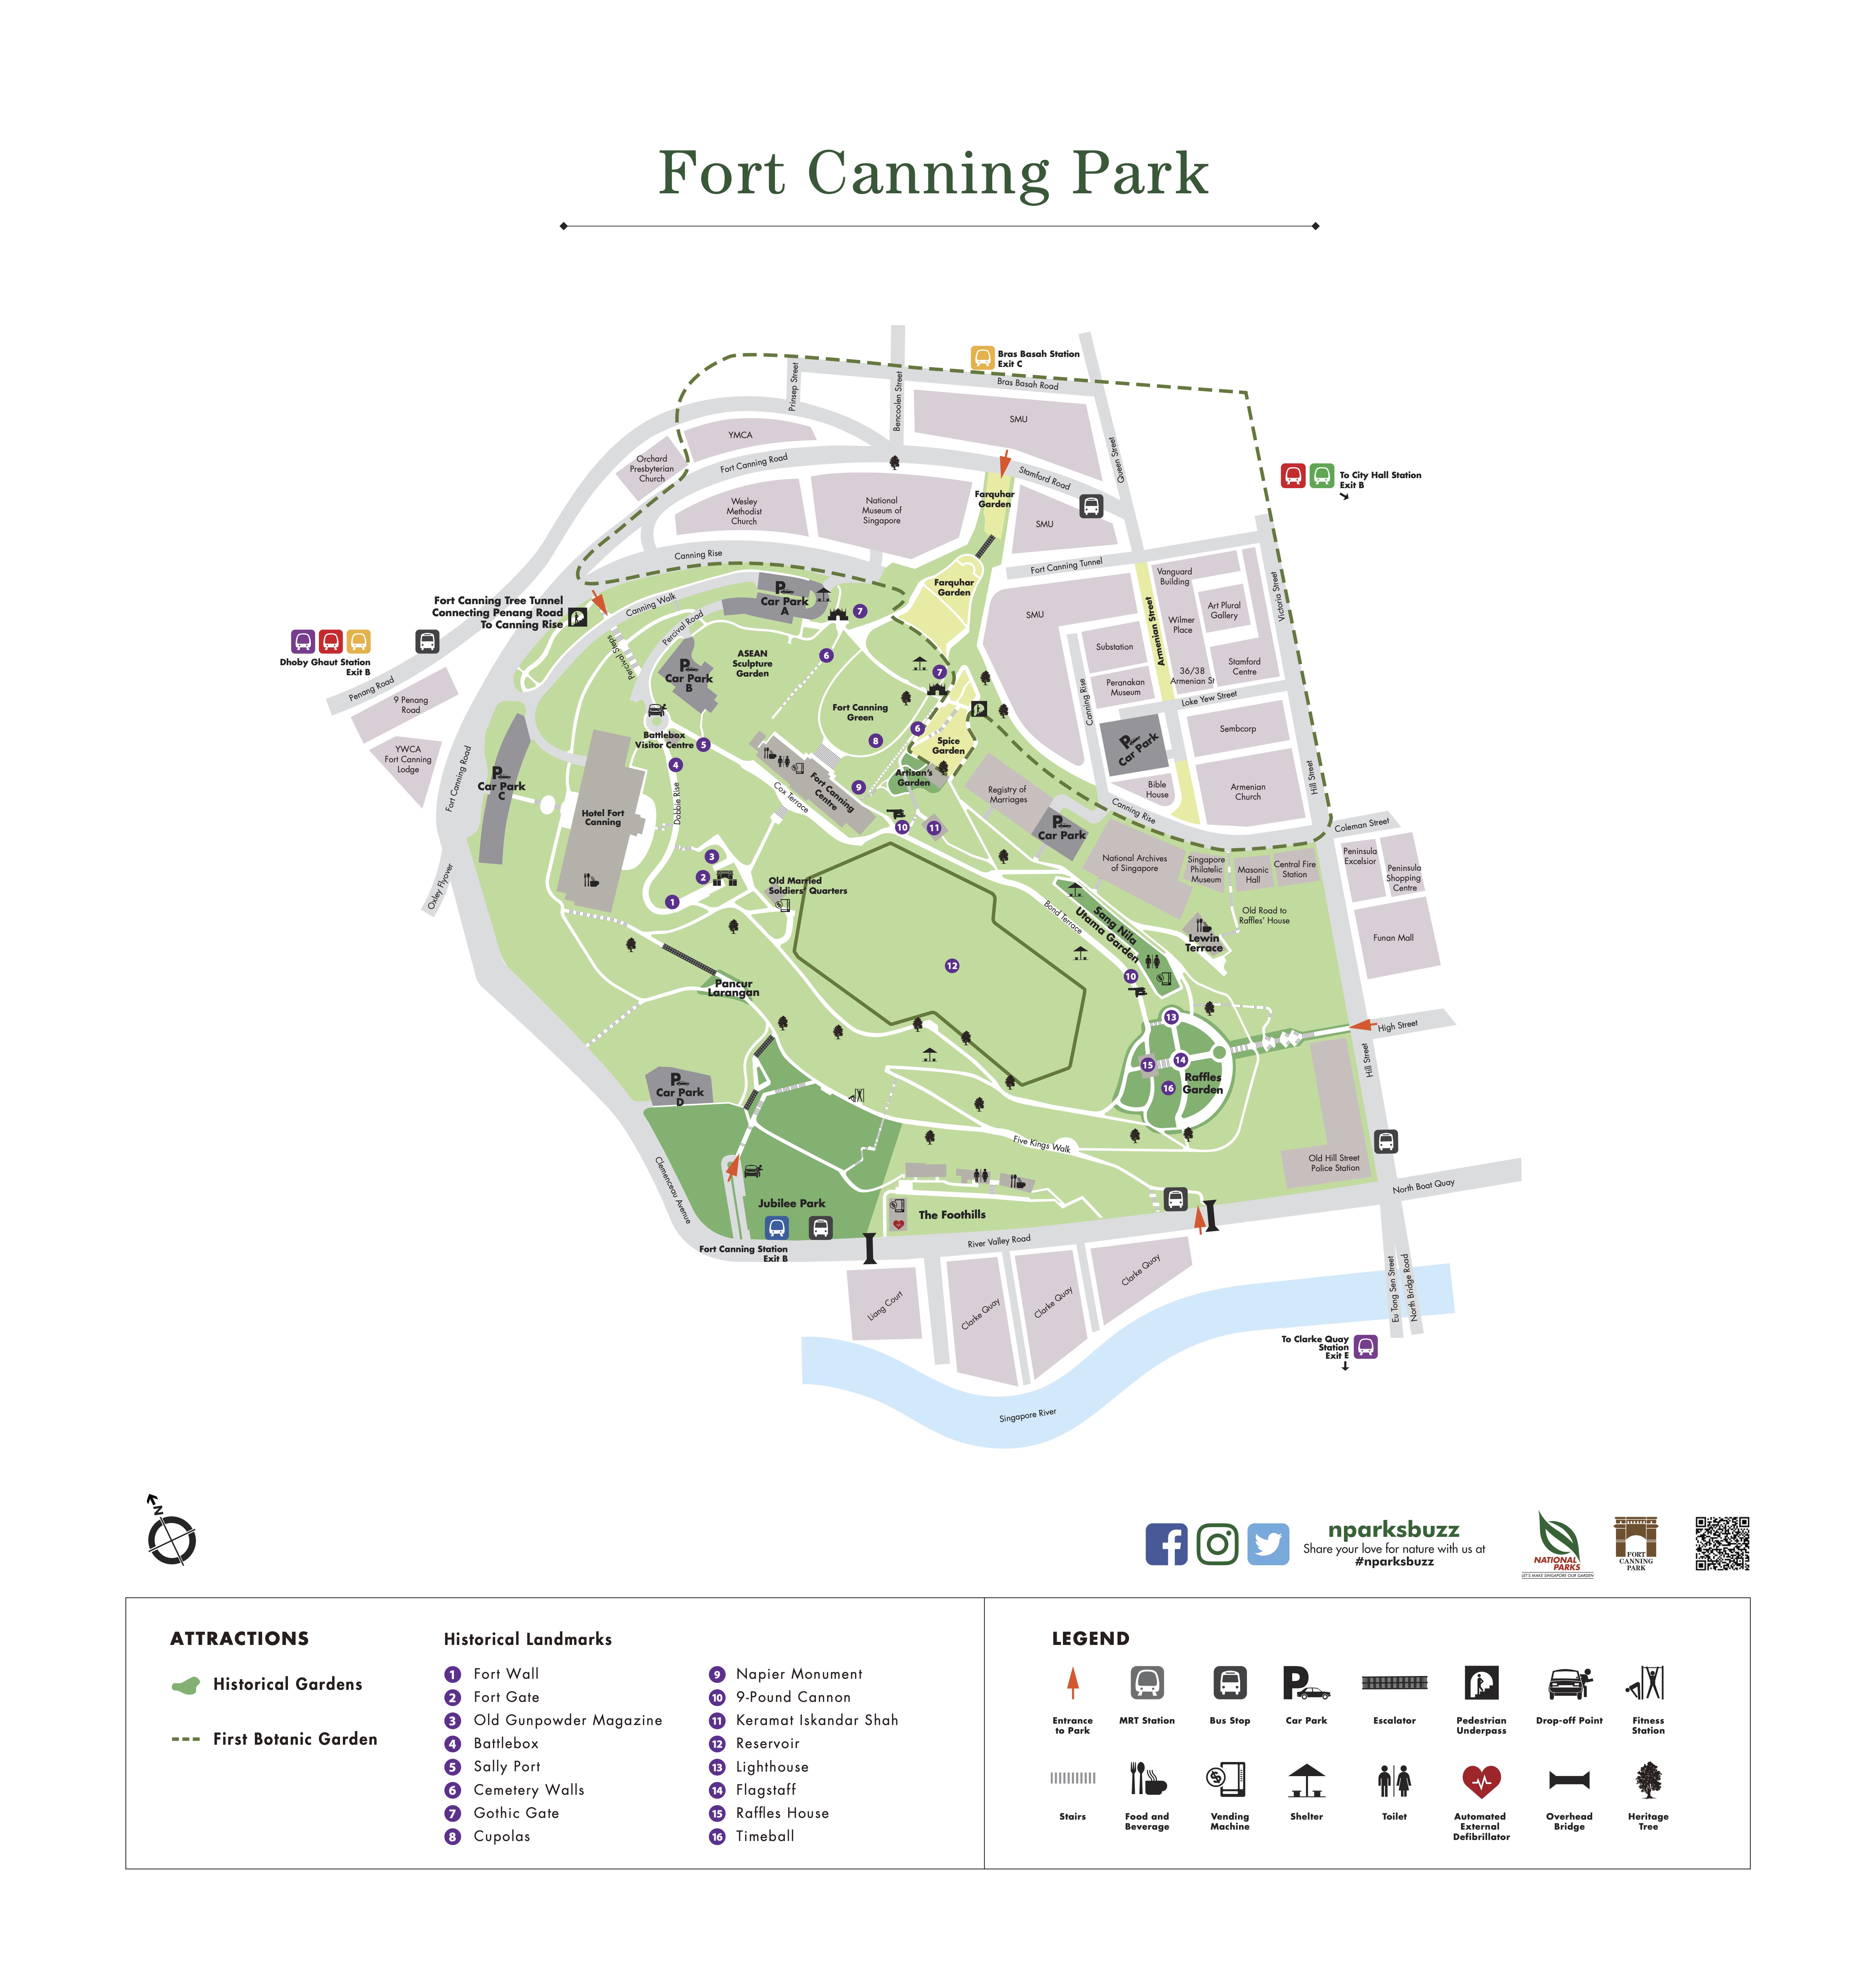 Fort Canning Park
Bras Basah Station
Exit C
Bras Basah Road
Prinsep Street
Bencoolen Street
SMU
Queen Street
YMCA
Orchard
Presbyterian
Church
Fort Canning Road
Stamford Road
To City Hall Station
Exit B
Wesley
Methodist
Church
National
Museum of
Singapore
Farquhar
Garden
SMU
Canning Rise
Fort Canning Tunnel
Vanguard
Building
Victoria Street
Farquhar
Garden
Fort Canning Tree Tunnel
Connecting Penang Road
To Canning Rise
Canning Walk
P
Car Park
A
7
SMU
Armenian Street
Art Plural
Gallery
Wilmer
Place
Percival Road
Percival Steps
Dhoby Ghaut Station
Exit B
P
Car Park
B
ASEAN
Sculpture
Garden
6
7
Substation
Stamford
Centre
36/38
Armenian St
Peranakan
Museum
Penang Road
9 Penang
Road
Canning Rise
Loke Yew Street
Fort Canning
Green
8
6
Spice
Garden
P
Car Park
Sembcorp
Battlebox
Visitor Centre
5
4
YWCA
Fort Canning
Lodge
Fort Canning Road
P
Car Park
C
Artisan's
Garden
Registry of
Marriages
Bible
House
Armenian
Church
Hill Street
Dobbie Rise
Cox Terrace
Fort Canning
Centre
9
Hotel Fort
Canning
10
11
P
Car Park
Canning Rise
Coleman Street
3
2
1
Old Married
Soldiers' Quarters
National Archives
of Singapore
Singapore
Philatelic
Museum
Masonic
Hall
Central Fire
Station
Peninsula
Excelsior
Peninsula
Shopping
Centre
Oxley Flyover
Bond Terrace
Sang Nila
Utama Garden
Old Road to
Raffles' House
Lewin
Terrace
Funan Mall
12
10
Pancur
Larangan
13
High Street
14
15
16
Raffles
Garden
Hill Street
P
Car Park
D
Five Kings Walk
Old Hill Street
Police Station
Clemenceau Avenue
Jubilee Park
The Foothills
North Boat Quay
Fort Canning Station
Exit B
River Valley Road
Liang Court
Clarke Quay
Clarke Quay
Clarke Quay
Eu Tong Sen Street
North Bridge Road
To Clarke Quay
Station
Exit E
Singapore River
N
nparksbuzz
Share your love for nature with us at
#nparksbuzz
NATIONAL
PARKS
LET'S MAKE SINGAPORE OUR GARDEN
FORT
CANNING
PARK
ATTRACTIONS
Historical Gardens
First Botanic Garden
Historical Landmarks
1 Fort Wall
2 Fort Gate
3 Old Gunpowder Magazine
4 Battlebox
5 Sally Port
6 Cemetery Walls
7 Gothic Gate
8 Cupolas
9 Napier Monument
10 9-Pound Cannon
11 Keramat Iskandar Shah
12 Reservoir
13 Lighthouse
14 Flagstaff
15 Raffles House
16 Timeball
LEGEND
P
Entrance
to Park
MRT Station
Bus Stop
Car Park
Escalator
Pedestrian
Underpass
Drop-off Point
Fitness
Station
Stairs
Food and
Beverage
Vending
Machine
Shelter
Toilet
Automated
External
Defibrillator
Overhead
Bridge
Heritage
Tree